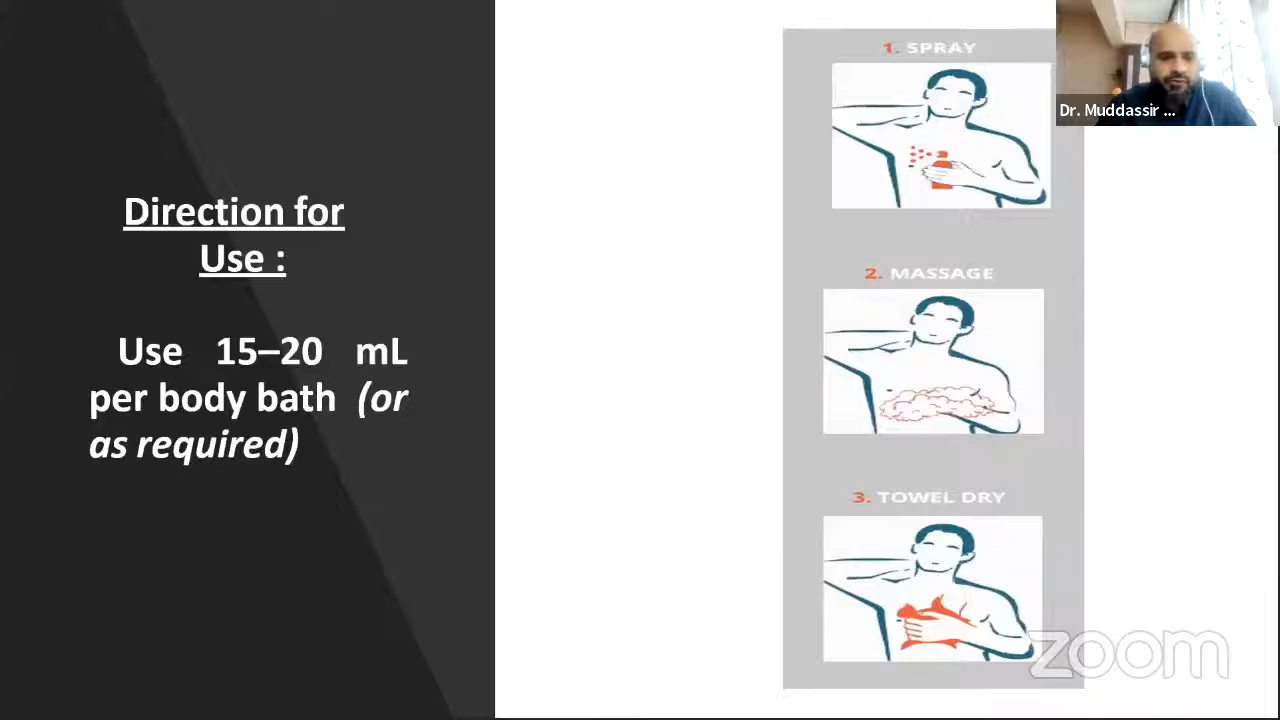 Direction for
Use :
Use 15–20 mL
per body bath (or
as required)
1. SPRAY
2. MASSAGE
3. TOWEL DRY
Dr. Muddassir ...
zoom